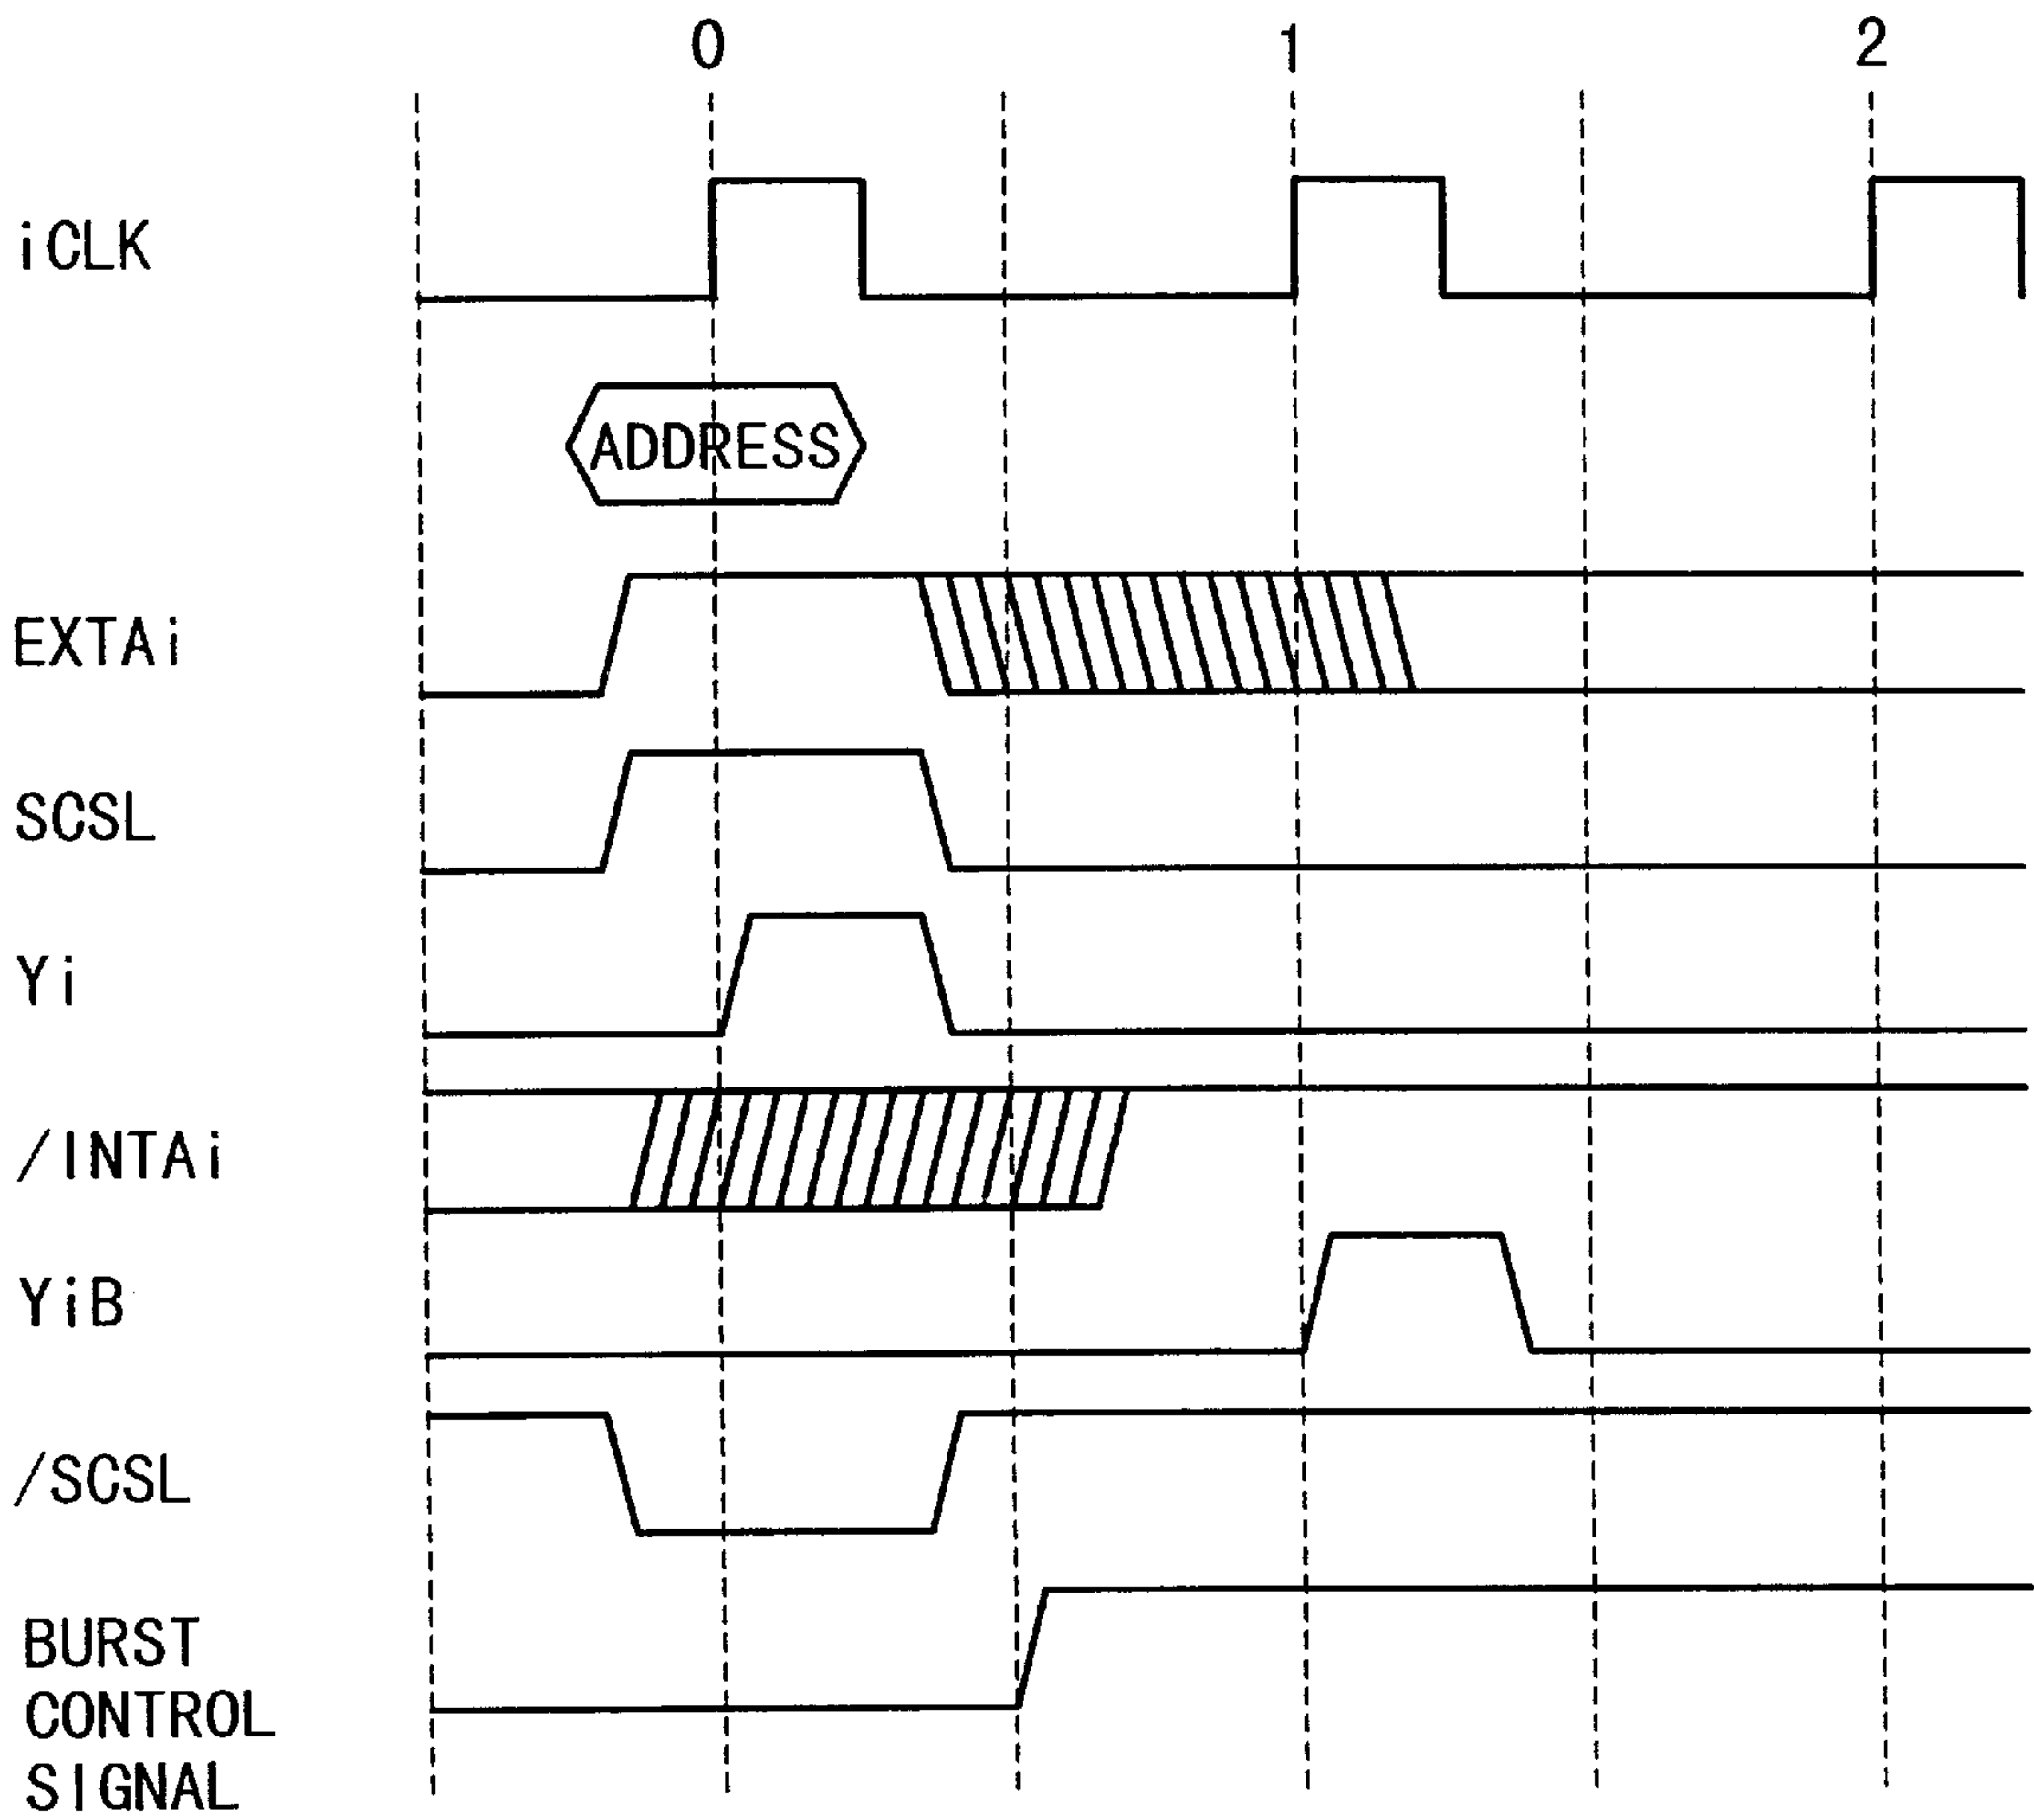 0 1 2
iCLK
ADDRESS
EXTAi
SCSL
Yi
/INTAi
YiB
/SCSL
BURST
CONTROL
SIGNAL